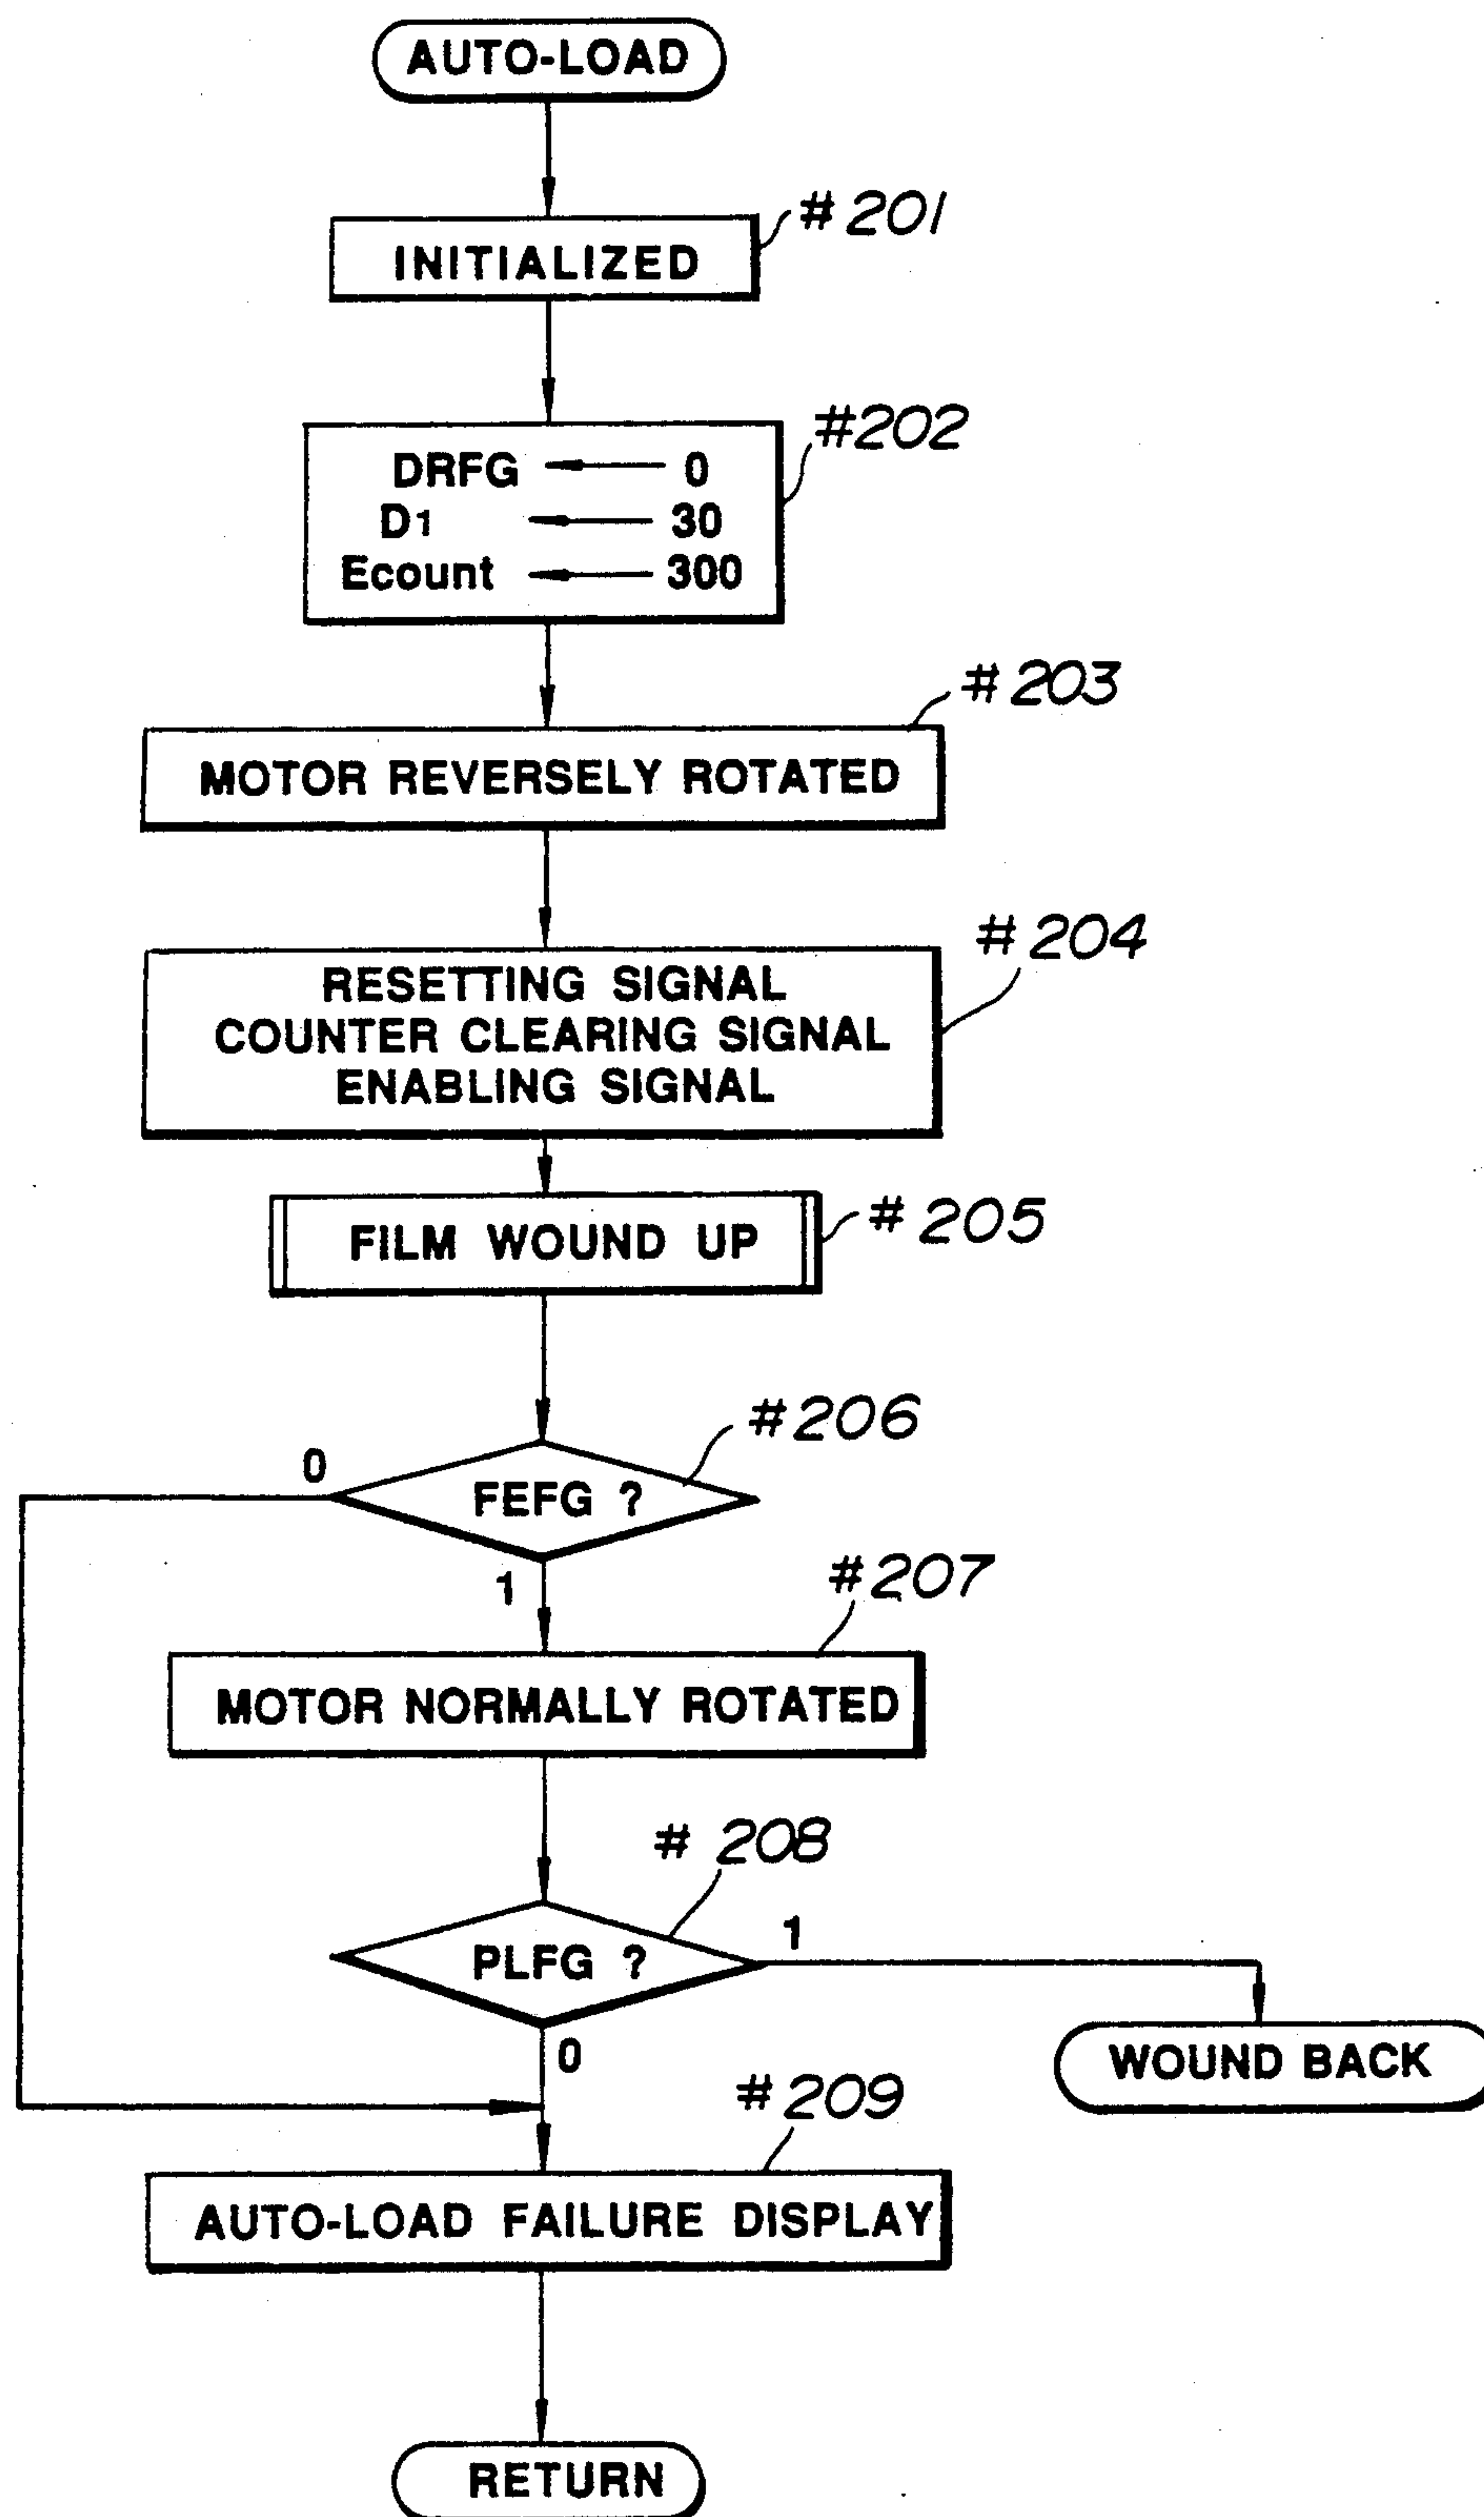 AUTO-LOAD
#201
INITIALIZED
#202
DRFG 0
D1 30
Ecount 300
#203
MOTOR REVERSELY ROTATED
#204
RESETTING SIGNAL
COUNTER CLEARING SIGNAL
ENABLING SIGNAL
#205
FILM WOUND UP
#206
0
FEFG ?
1
#207
MOTOR NORMALLY ROTATED
#208
1
PLFG ?
0
WOUND BACK
#209
AUTO-LOAD FAILURE DISPLAY
RETURN